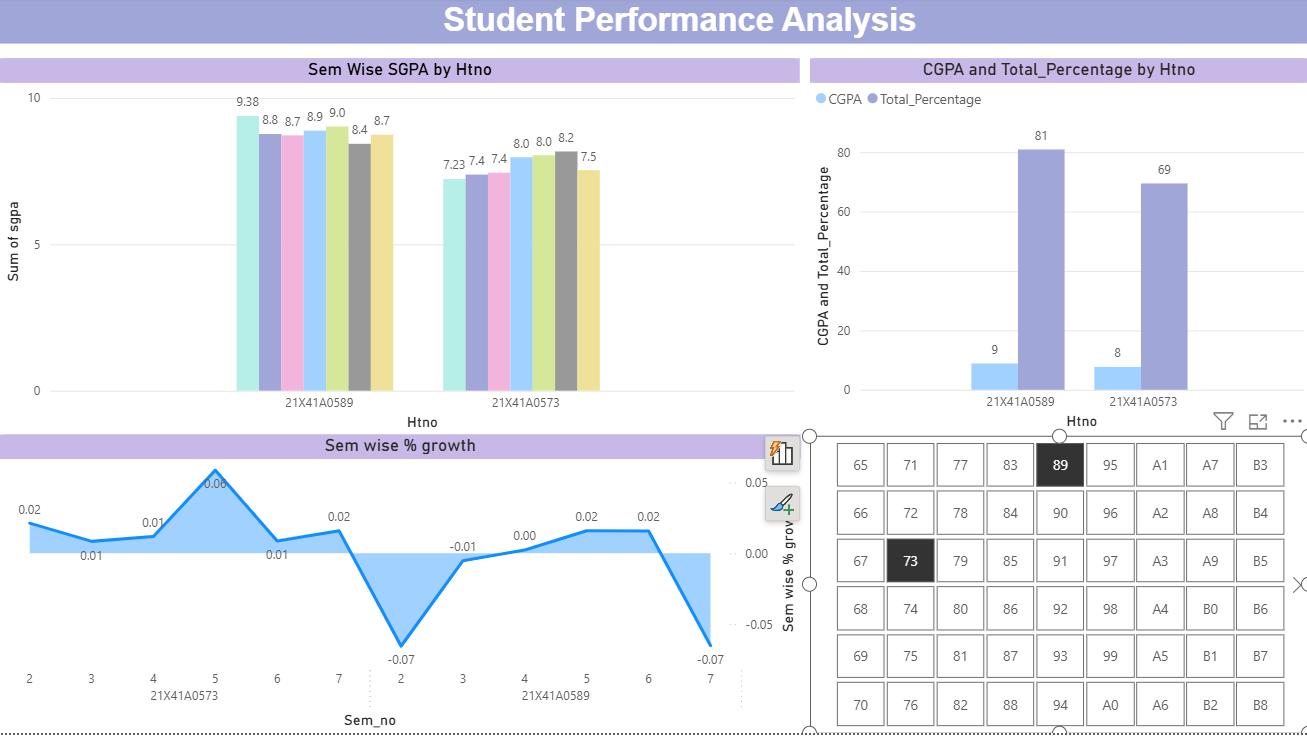 Student Performance Analysis
Sem Wise SGPA by Htno
10
5
0
Sum of sgpa
9.38 8.8 8.7 8.9 9.0 8.4 8.7
7.23 7.4 7.4 8.0 8.0 8.2 7.5
21X41A0589 21X41A0573
Htno
CGPA and Total_Percentage by Htno
CGPA Total_Percentage
CGPA and Total_Percentage
80
60
40
20
0
9 81 8 69
21X41A0589 21X41A0573
Htno
Sem wise % growth
0.02 0.01 0.01 0.06 0.01 0.02 -0.07 -0.01 0.00 0.02 0.02 -0.07
0.05
0.00
-0.05
Sem wise % grov
2 3 4 5 6 7 2 3 4 5 6 7
21X41A0573 21X41A0589
Sem_no
65 71 77 83 89 95 A1 A7 B3
66 72 78 84 90 96 A2 A8 B4
67 73 79 85 91 97 A3 A9 B5
68 74 80 86 92 98 A4 B0 B6
69 75 81 87 93 99 A5 B1 B7
70 76 82 88 94 A0 A6 B2 B8